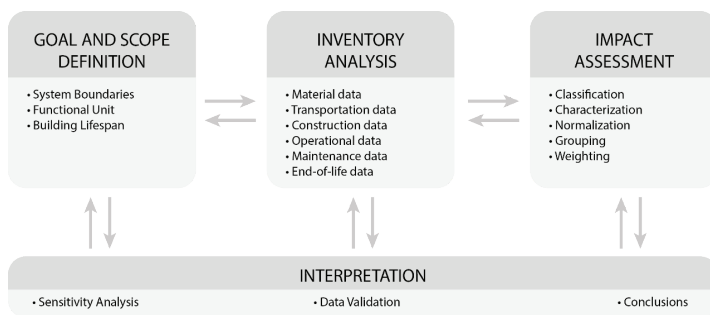 GOAL AND SCOPE
DEFINITION
• System Boundaries
• Functional Unit
• Building Lifespan
INVENTORY
ANALYSIS
• Material data
• Transportation data
• Construction data
• Operational data
• Maintenance data
• End-of-life data
IMPACT
ASSESSMENT
• Classification
• Characterization
• Normalization
• Grouping
• Weighting
INTERPRETATION
• Sensitivity Analysis
• Data Validation
• Conclusions